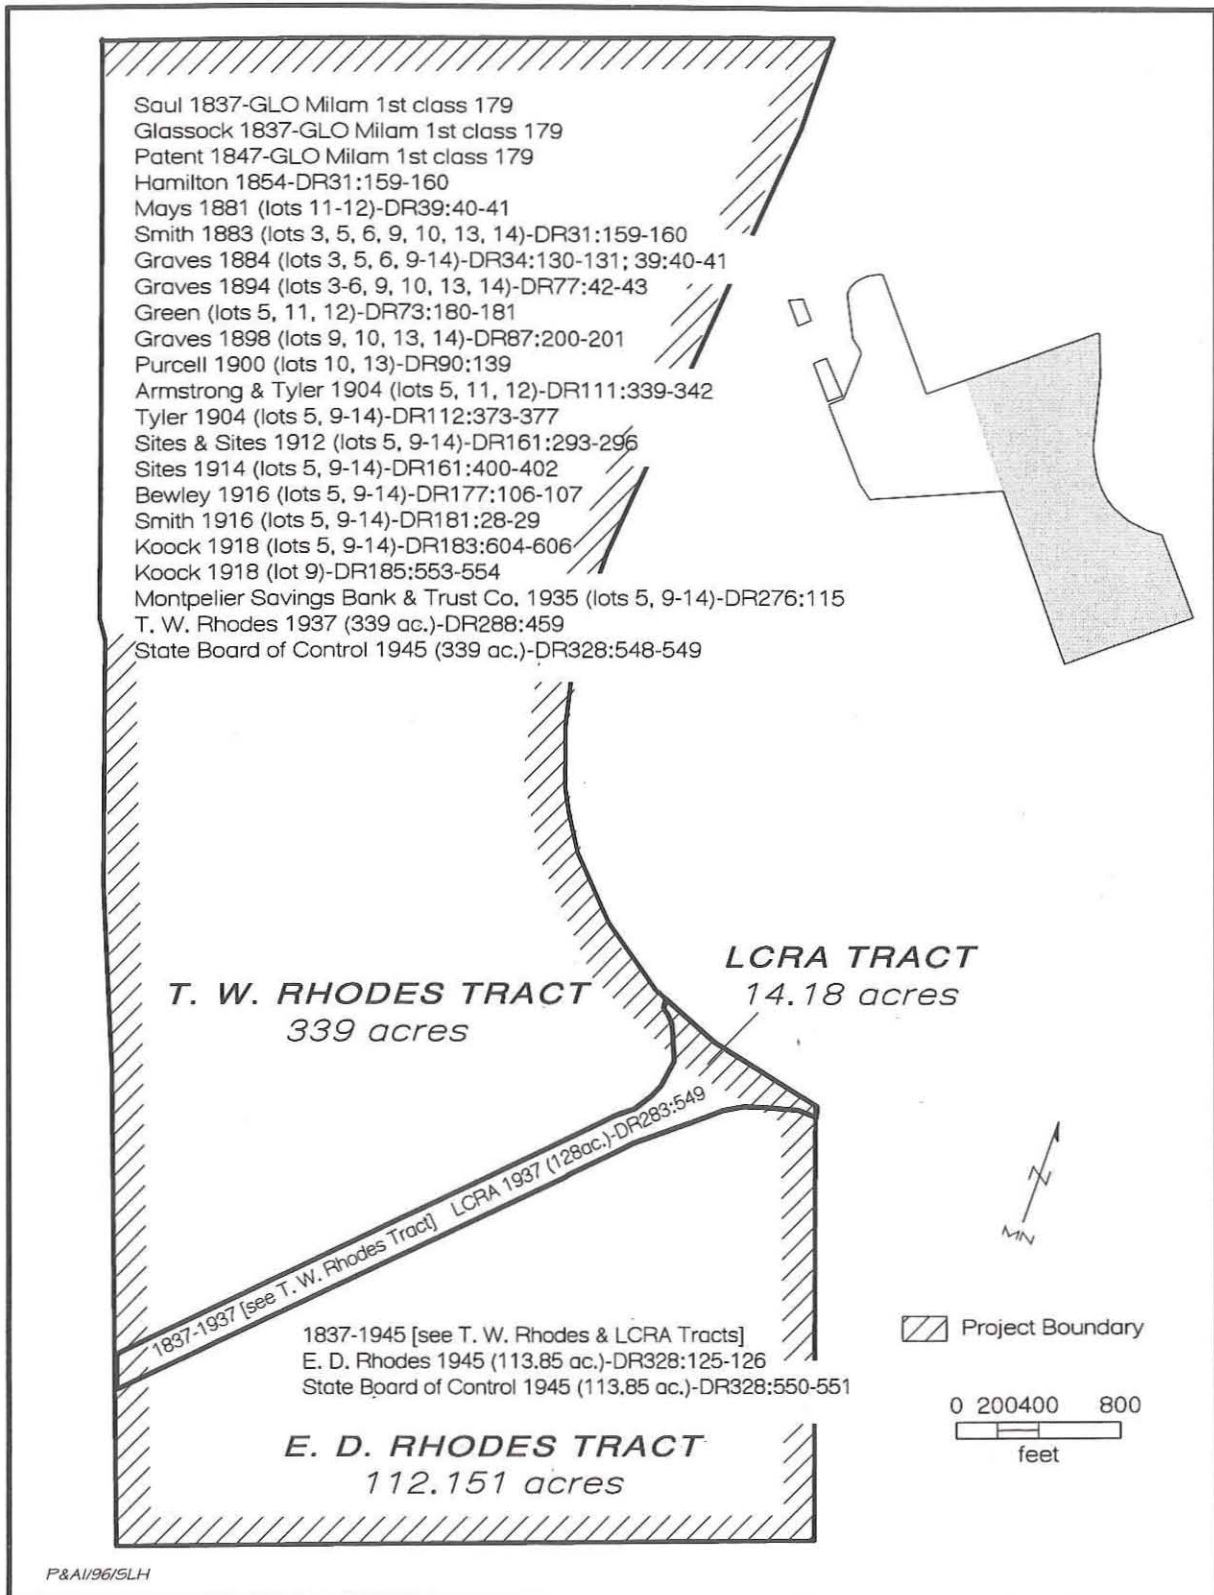 Saul 1837-GLO Milam 1st class 179
Glassock 1837-GLO Milam 1st class 179
Patent 1847-GLO Milam 1st class 179
Hamilton 1854-DR31:159-160
Mays 1881 (lots 11-12)-DR39:40-41
Smith 1883 (lots 3, 5, 6, 9, 10, 13, 14)-DR31:159-160
Graves 1884 (lots 3, 5, 6, 9-14)-DR34:130-131; 39:40-41
Graves 1894 (lots 3-6, 9, 10, 13, 14)-DR77:42-43
Green (lots 5, 11, 12)-DR73:180-181
Graves 1898 (lots 9, 10, 13, 14)-DR87:200-201
Purcell 1900 (lots 10, 13)-DR90:139
Armstrong & Tyler 1904 (lots 5, 11, 12)-DR111:339-342
Tyler 1904 (lots 5, 9-14)-DR112:373-377
Sites & Sites 1912 (lots 5, 9-14)-DR161:293-296
Sites 1914 (lots 5, 9-14)-DR161:400-402
Bewley 1916 (lots 5, 9-14)-DR177:106-107
Smith 1916 (lots 5, 9-14)-DR181:28-29
Koock 1918 (lots 5, 9-14)-DR183:604-606
Koock 1918 (lot 9)-DR185:553-554
Montpelier Savings Bank & Trust Co. 1935 (lots 5, 9-14)-DR276:115
T. W. Rhodes 1937 (339 ac.)-DR288:459
State Board of Control 1945 (339 ac.)-DR328:548-549
T. W. RHODES TRACT
339 acres
LCRA TRACT
14.18 acres
1837-1937 [see T. W. Rhodes Tract] LCRA 1937 (128ac.)-DR283:549
N
MN
1837-1945 [see T. W. Rhodes & LCRA Tracts]
E. D. Rhodes 1945 (113.85 ac.)-DR328:125-126
State Board of Control 1945 (113.85 ac.)-DR328:550-551
E. D. RHODES TRACT
112.151 acres
Project Boundary
0 200400 800
feet
P&AI/96/SLH